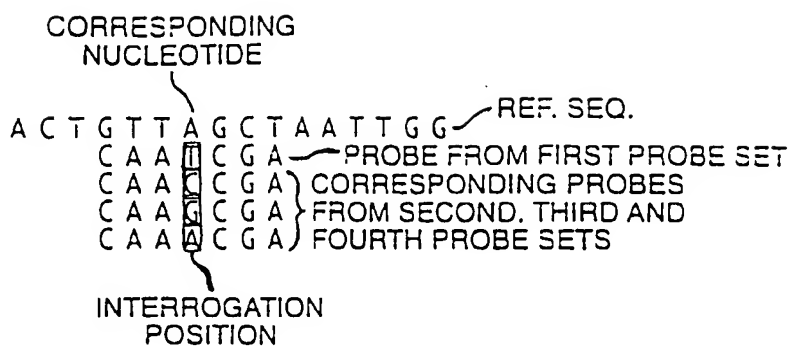 CORRESPONDING
NUCLEOTIDE
A C T G T T A G C T A A T T G G REF. SEQ.
C A A T C G A PROBE FROM FIRST PROBE SET
C A A C C G A CORRESPONDING PROBES
C A A G C G A FROM SECOND, THIRD AND
C A A A C G A FOURTH PROBE SETS
INTERROGATION
POSITION